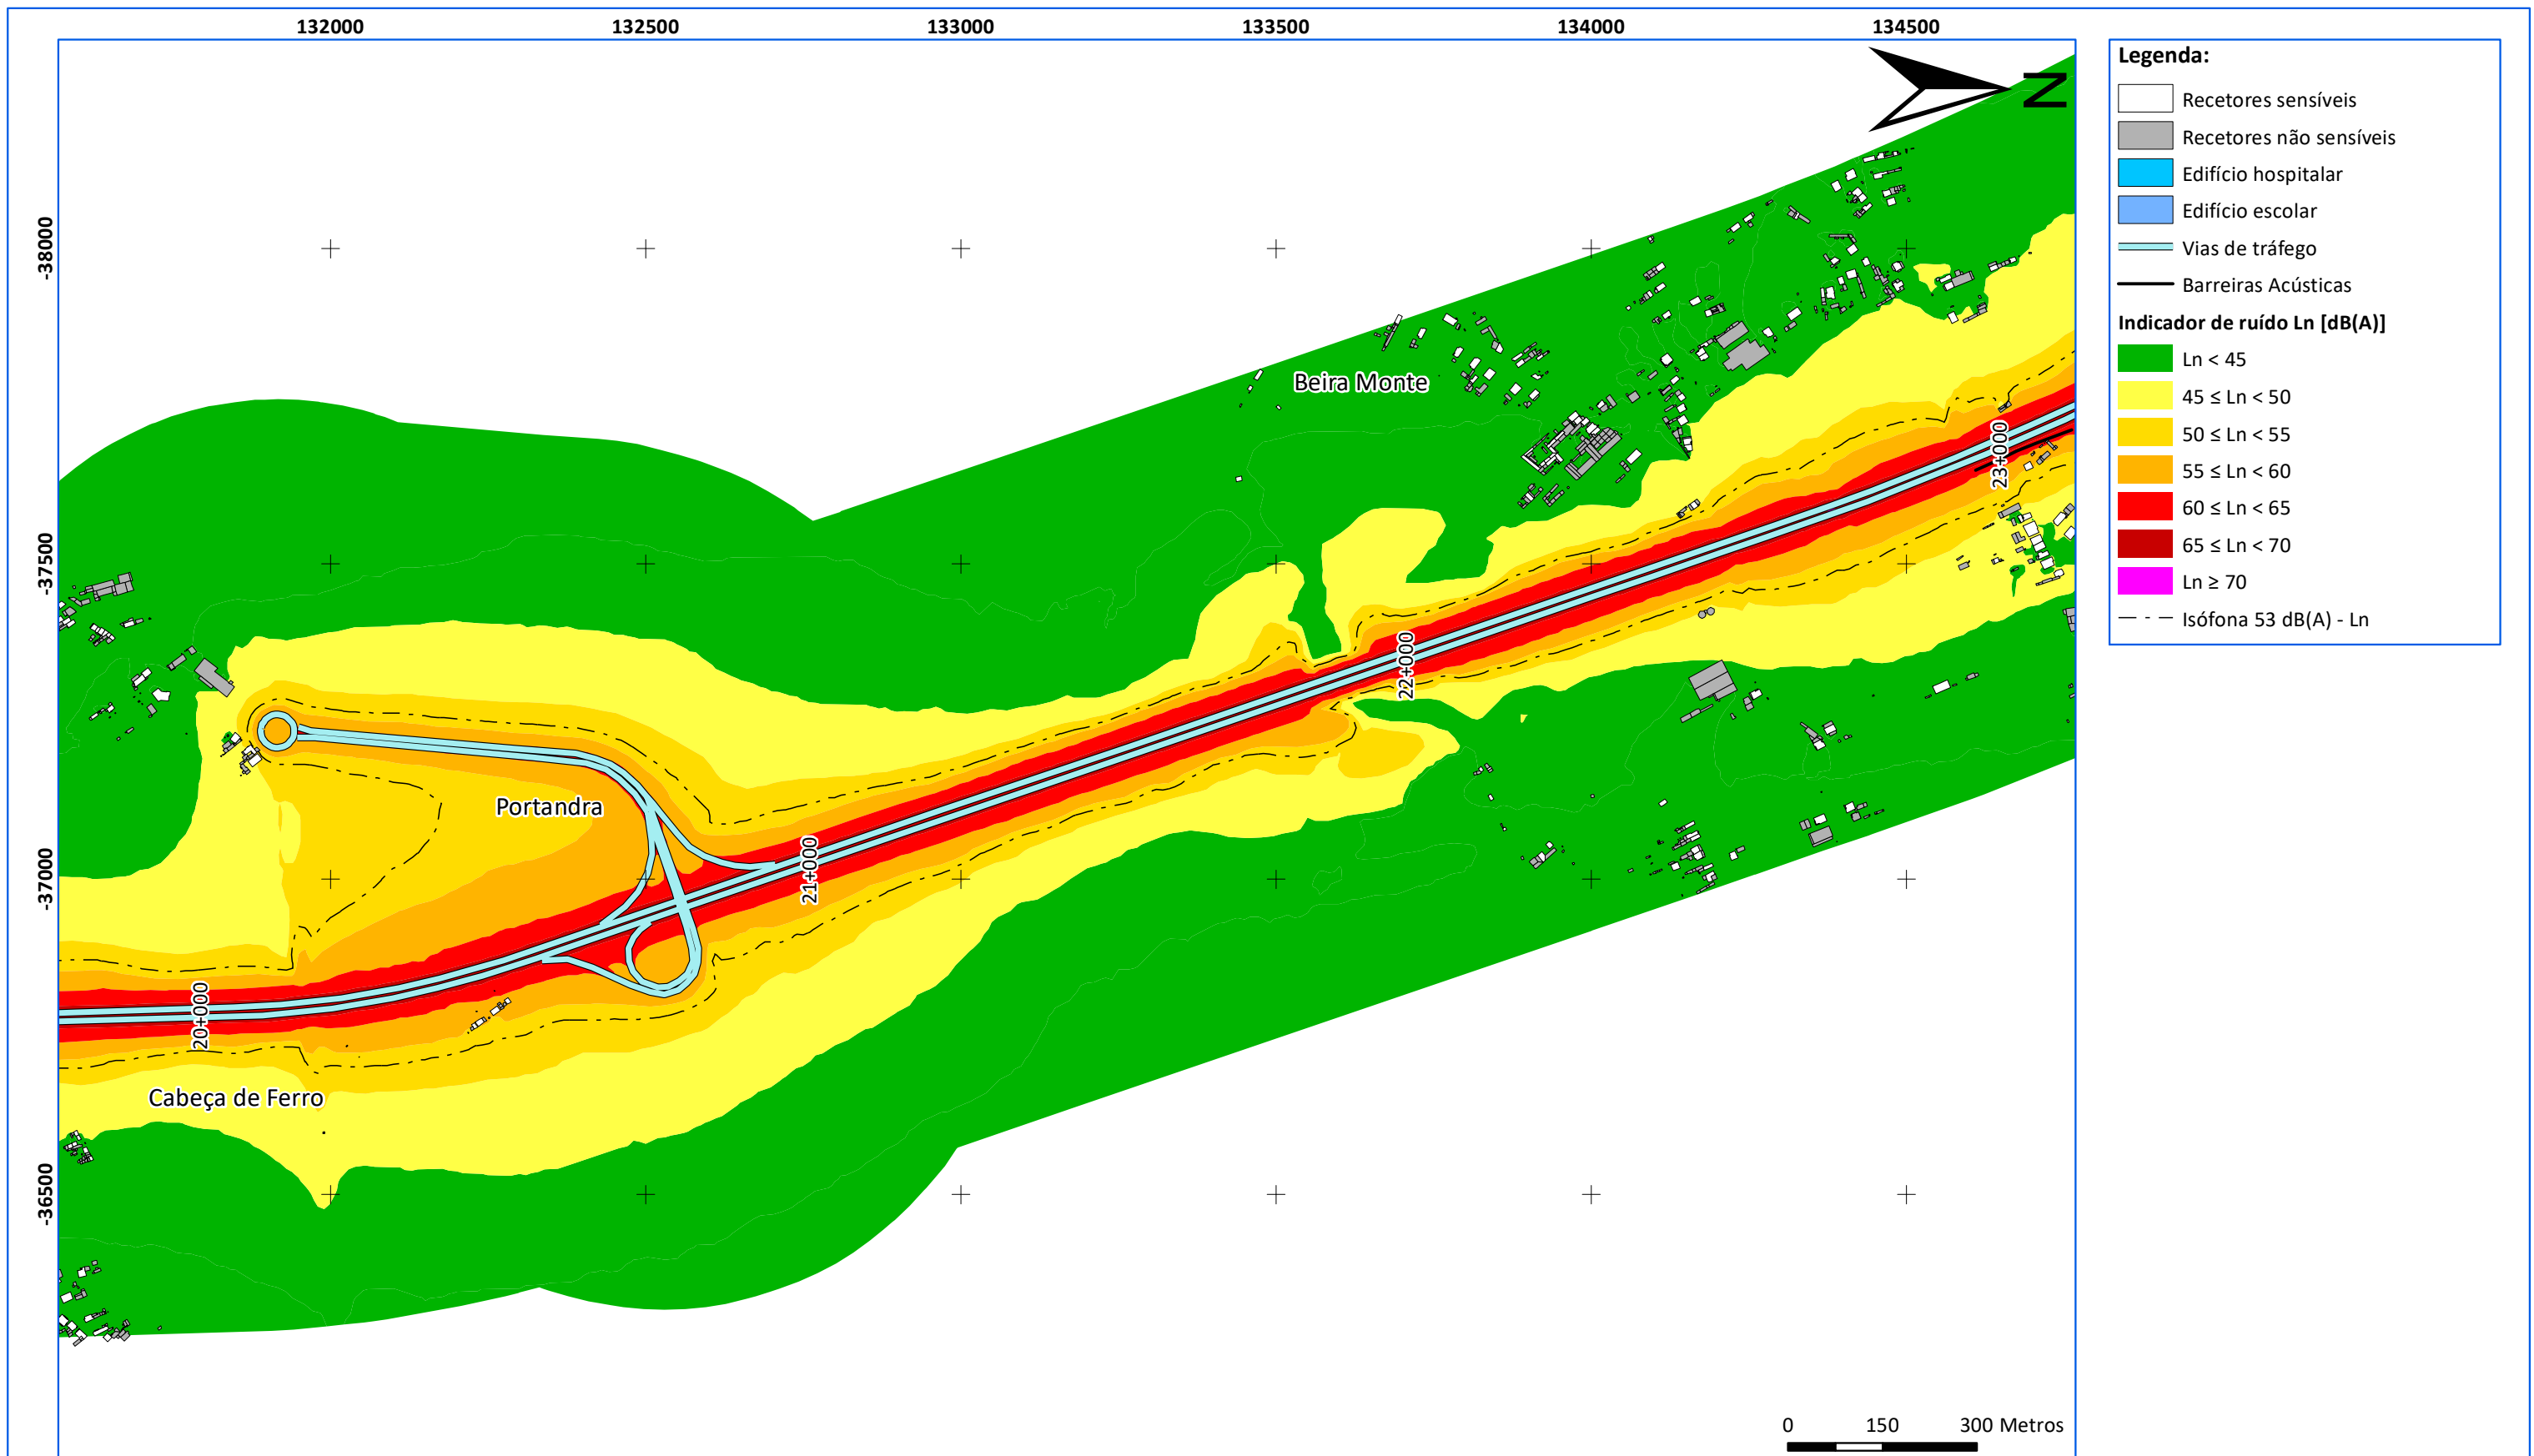 132000 132500 133000 133500 134000 134500
N
-38000
-37500
-37000
-36500
Beira Monte
23+000
22+000
Portandra
21+000
20+000
Cabeça de Ferro
0 150 300 Metros
Legenda:
Recetores sensíveis
Recetores não sensíveis
Edifício hospitalar
Edifício escolar
Vias de tráfego
Barreiras Acústicas
Indicador de ruído Ln [dB(A)]
Ln < 45
45 ≤ Ln < 50
50 ≤ Ln < 55
55 ≤ Ln < 60
60 ≤ Ln < 65
65 ≤ Ln < 70
Ln ≥ 70
Isófona 53 dB(A) - Ln